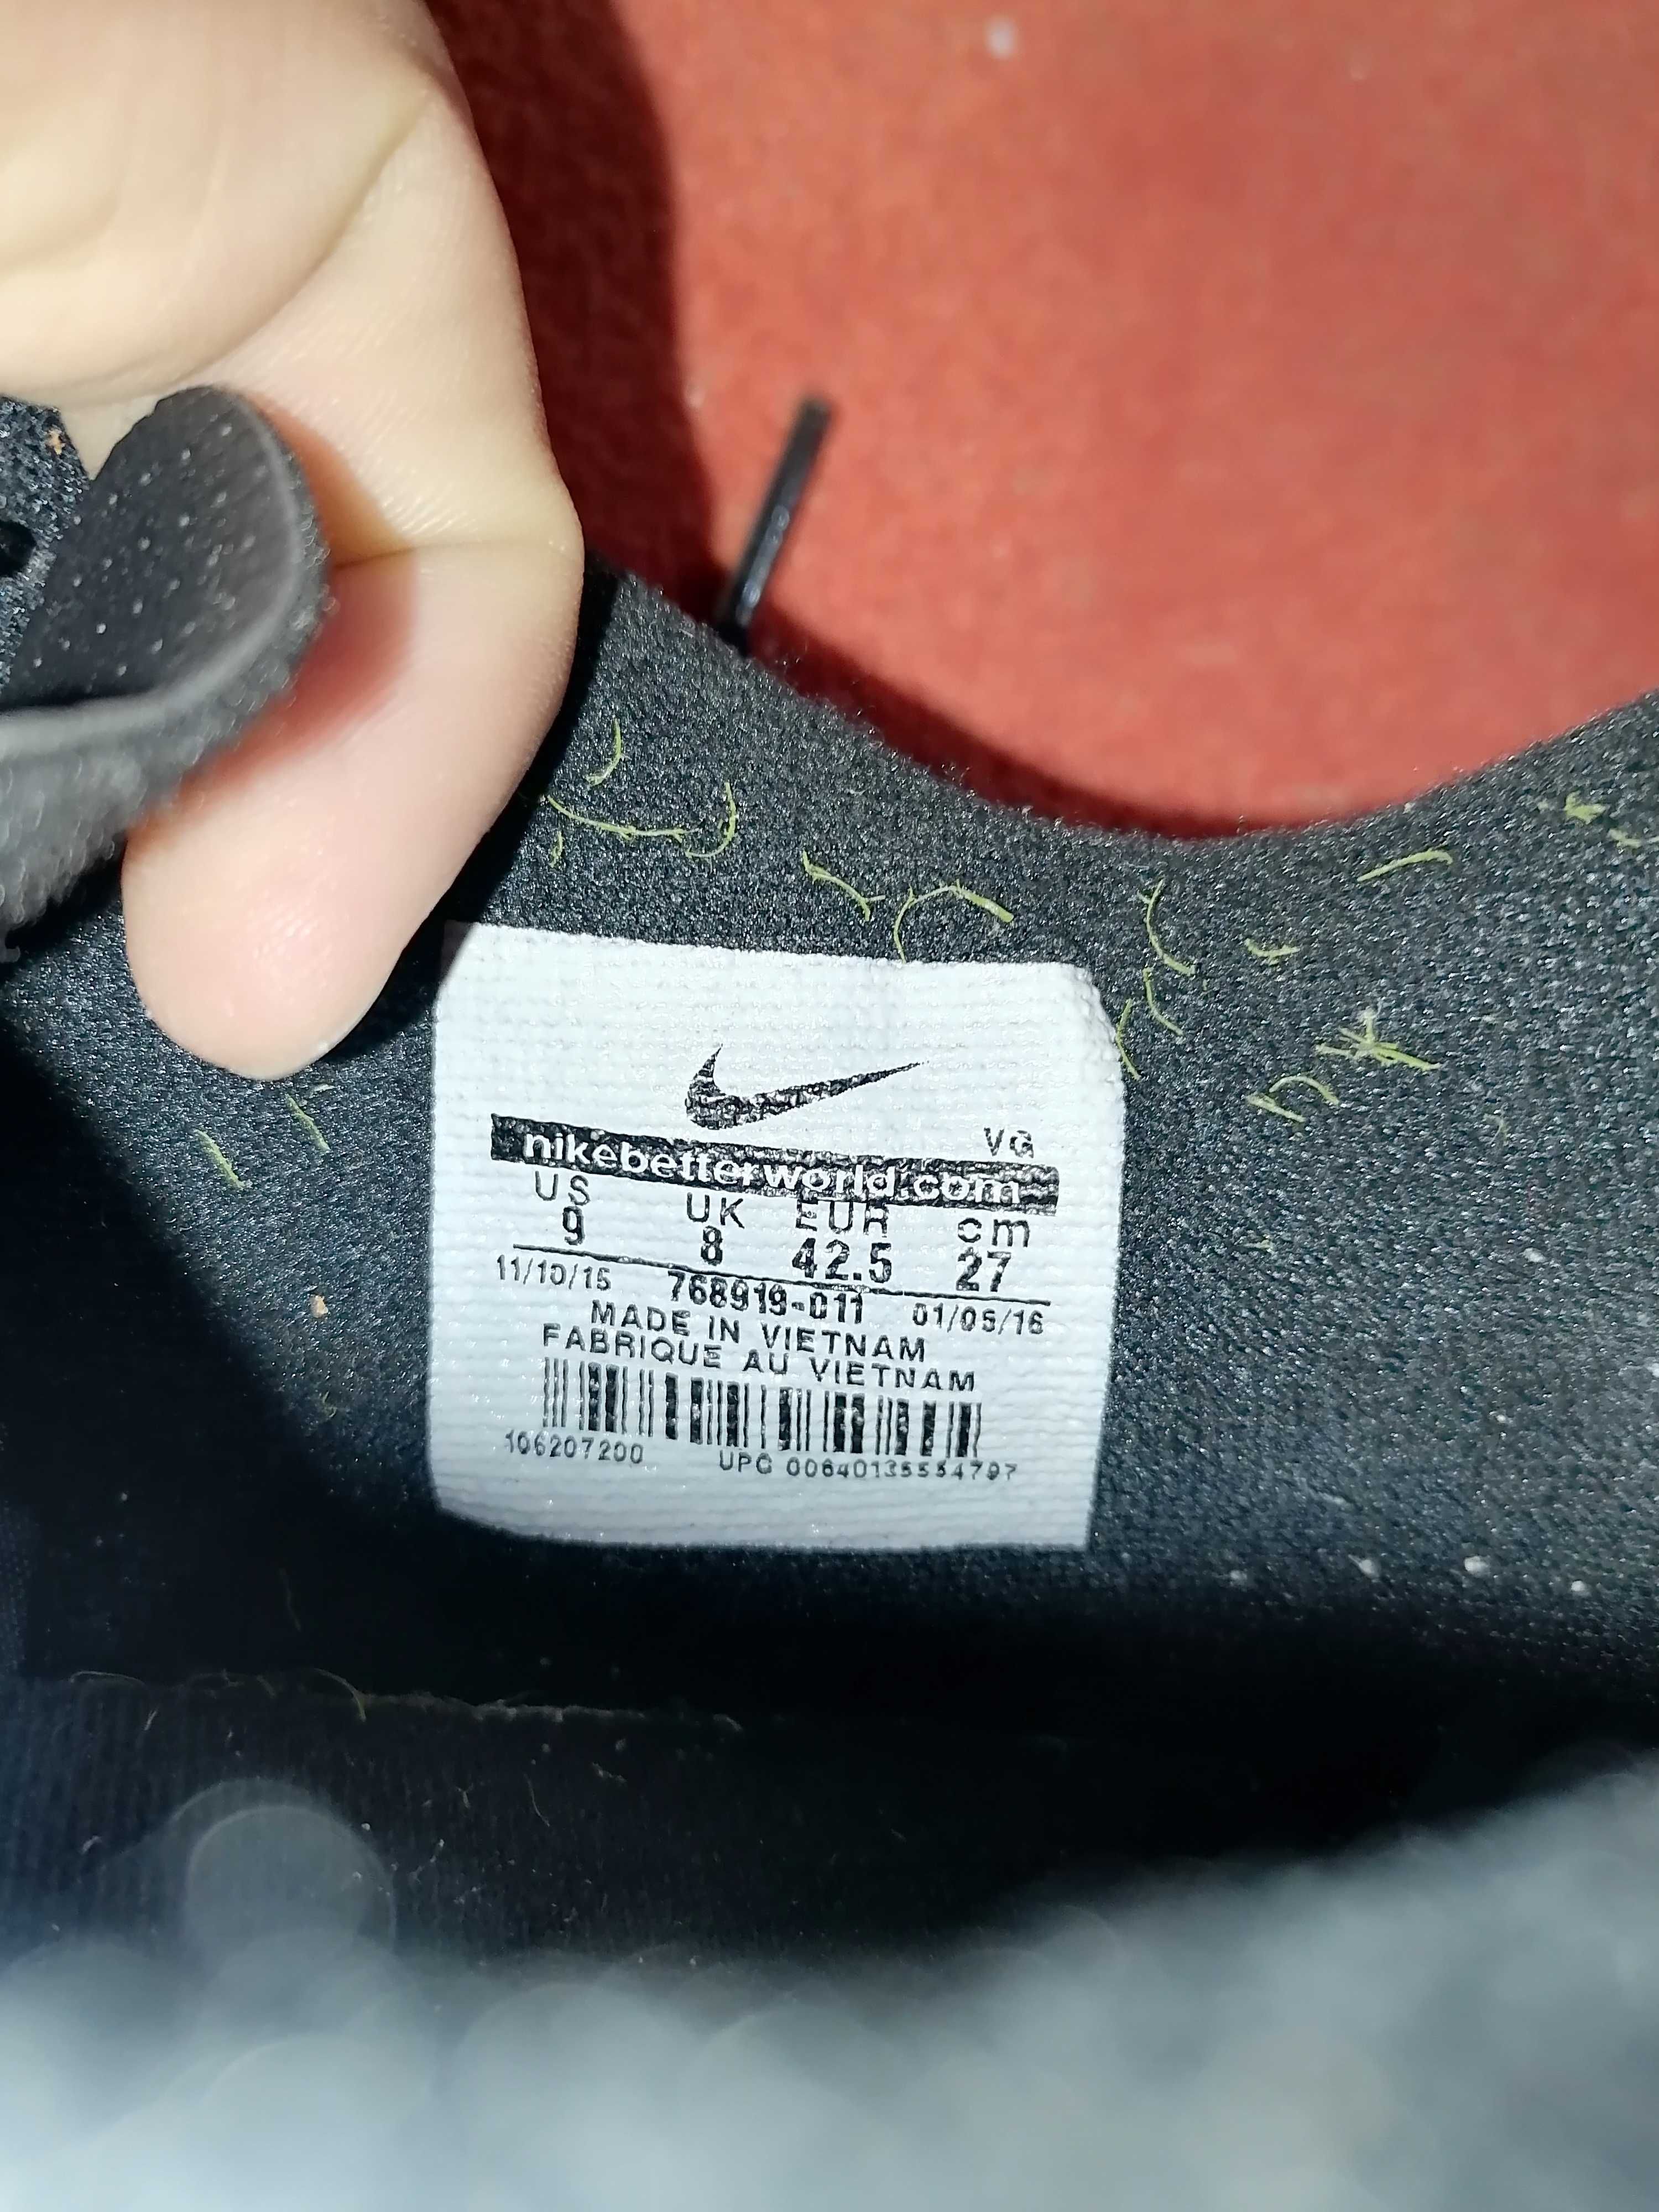 VG
nikebetterworld.com
US UK EUR cm
9 8 42.5 27
11/10/15 768919-011 01/05/16
MADE IN VIETNAM
FABRIQUE AU VIETNAM
106207200 UPC 00640135554797